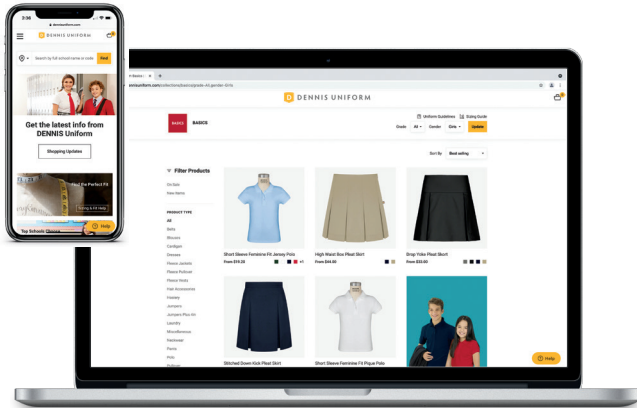 2:36
dennisuniform.com
DENNIS UNIFORM
Search by full school name or code
Find
Get the latest info from
DENNIS Uniform
Shopping Updates
Find the Perfect Fit
Sizing & Fit Help
Top Schools Choose
Help
DENNIS UNIFORM
BASICS
BASICS
Uniform Guidelines
Sizing Guide
Grade
All
Gender
Girls
Update
Sort By
Best selling
Filter Products
On Sale
New Items
PRODUCT TYPE
All
Belts
Blouses
Cardigan
Dresses
Fleece Jackets
Fleece Pullover
Fleece Vests
Hair Accessories
Hosiery
Jumpers
Jumpers Plus An
Laundry
Miscellaneous
Neckwear
Pants
Polo
Pullover
Short Sleeve Feminine Fit Jersey Polo
From $19.20
+1
High Waist Box Pleat Skirt
From $44.00
Drop Yoke Pleat Skort
From $33.00
Stitched Down Kick Pleat Skirt
Short Sleeve Feminine Fit Pique Polo
Help